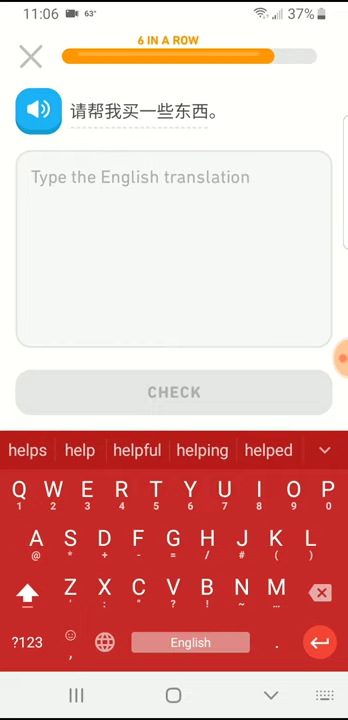 11:06 63° 37%
6 IN A ROW
请帮我买一些东西。
Type the English translation
CHECK
helps help helpful helping helped
Q W E R T Y U I O P
1 2 3 4 5 6 7 8 9 0
A S D F G H J K L
@ * + - = / # ( )
Z X C V B N M
' : " ? ! ~ …
?123 , English .